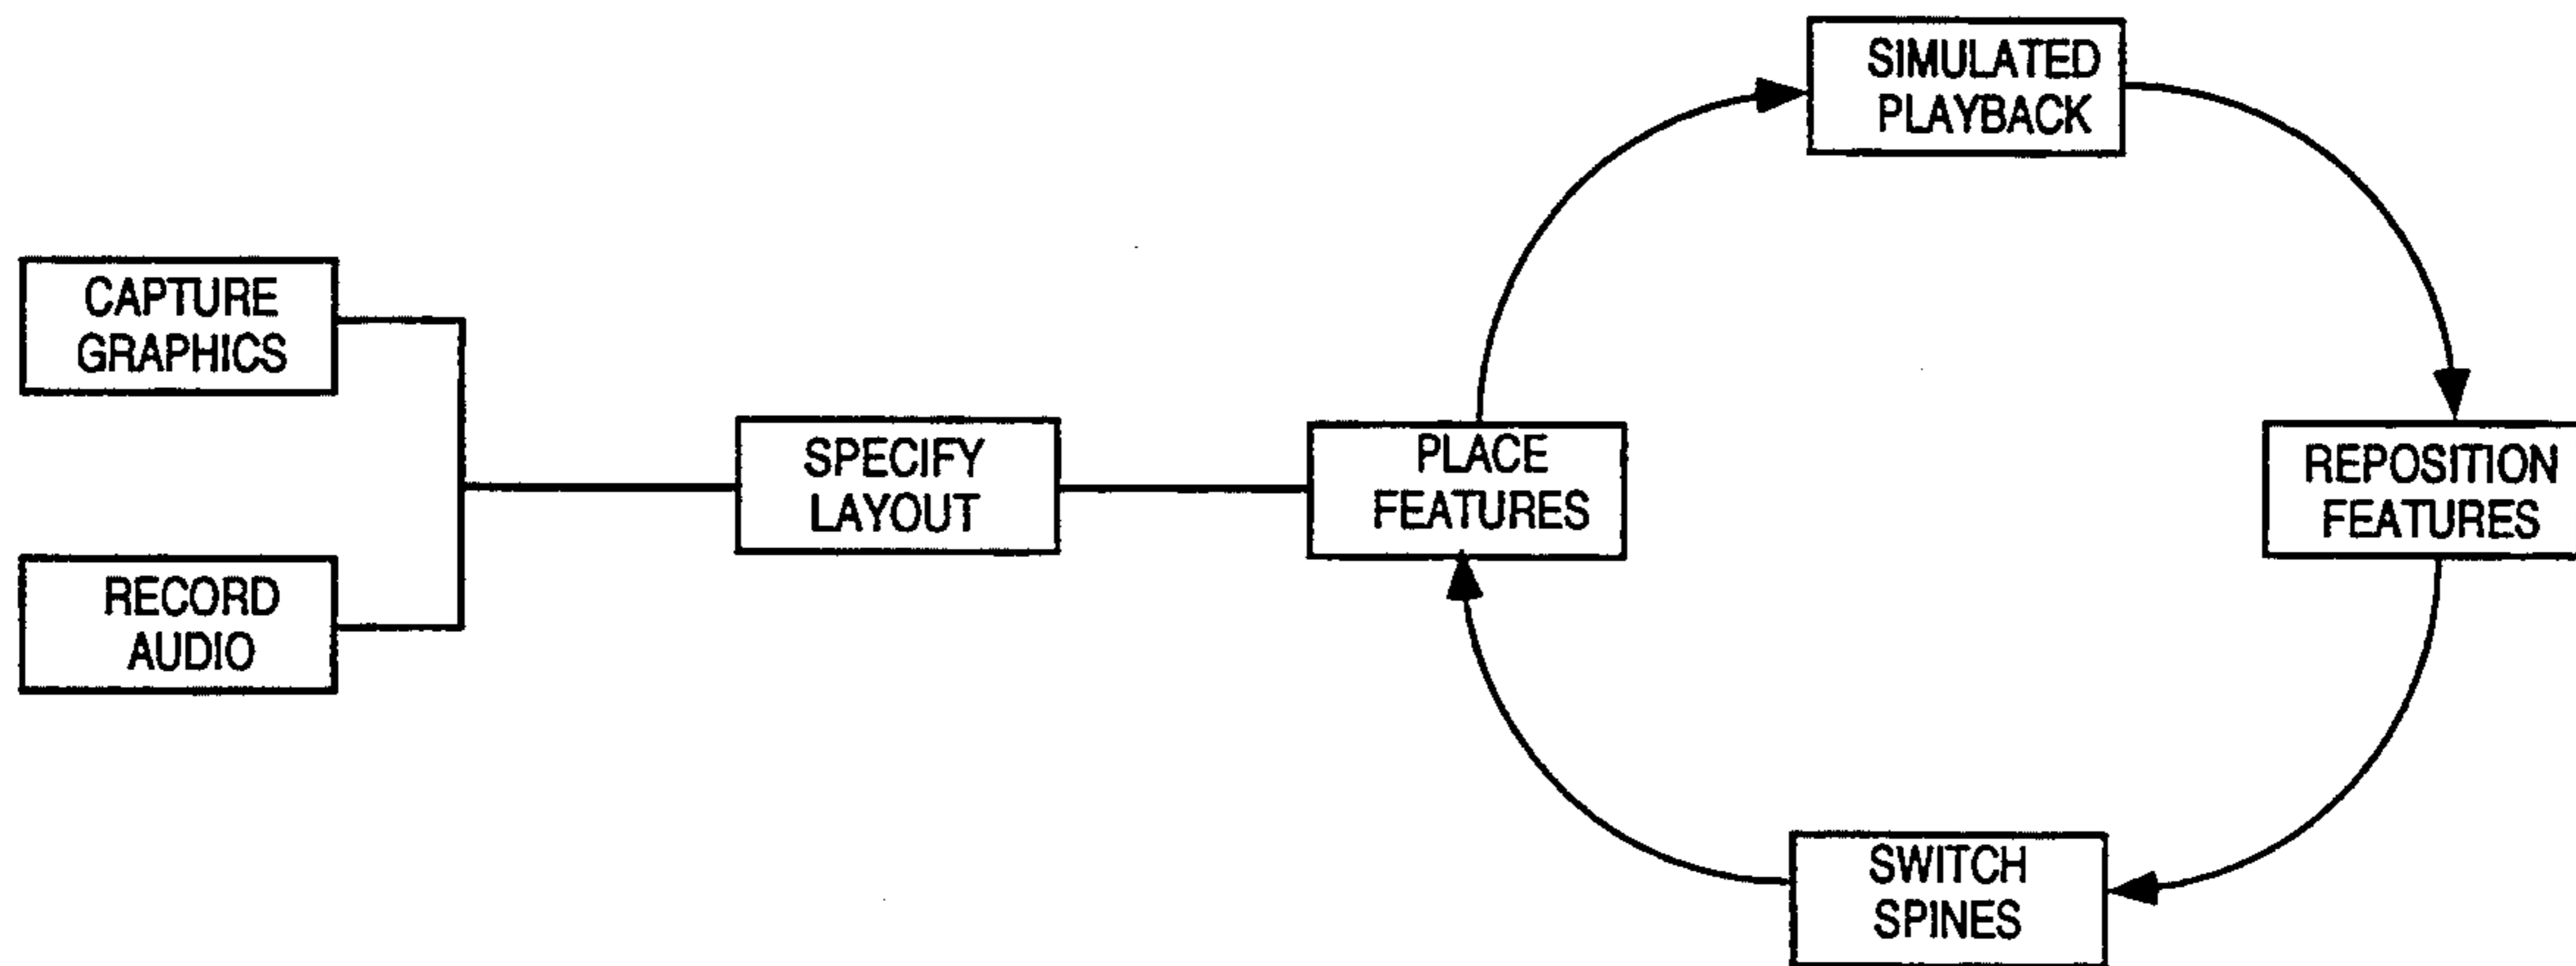 CAPTURE
GRAPHICS
RECORD
AUDIO
SPECIFY
LAYOUT
PLACE
FEATURES
SIMULATED
PLAYBACK
REPOSITION
FEATURES
SWITCH
SPINES